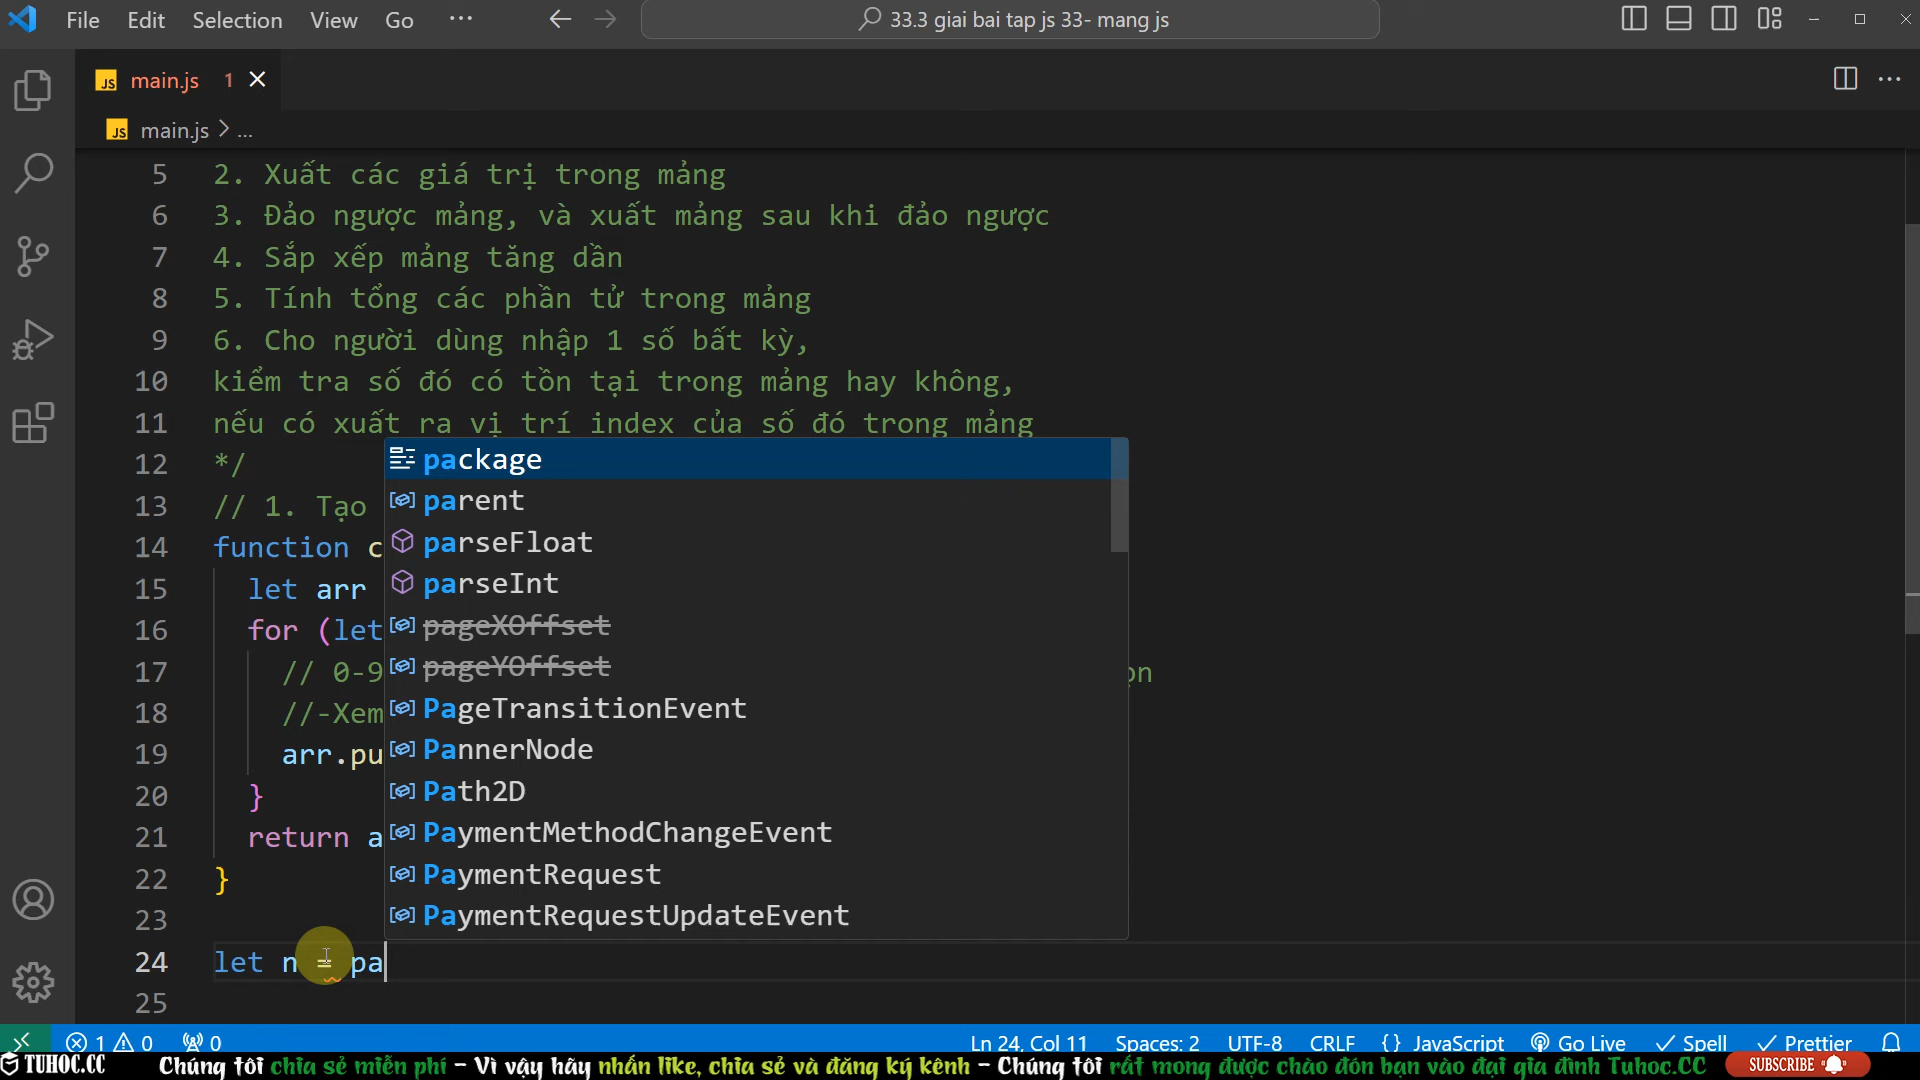 File Edit Selection View Go ... 33.3 giai bai tap js 33- mang js
JS main.js 1
JS main.js > ...
5 2. Xuất các giá trị trong mảng
6 3. Đảo ngược mảng, và xuất mảng sau khi đảo ngược
7 4. Sắp xếp mảng tăng dần
8 5. Tính tổng các phần tử trong mảng
9 6. Cho người dùng nhập 1 số bất kỳ,
10 kiểm tra số đó có tồn tại trong mảng hay không,
11 nếu có xuất ra vị trí index của số đó trong mảng
12 */
13 // 1. Tạo
14 function c
15 let arr
16 for (let
17 // 0-9
18 //-Xem
19 arr.pu
20 }
21 return a
22 }
23
24 let n = pa
25
package
parent
parseFloat
parseInt
pageXOffset
pageYOffset
PageTransitionEvent
PannerNode
Path2D
PaymentMethodChangeEvent
PaymentRequest
PaymentRequestUpdateEvent
1 0 0 Ln 24, Col 11 Spaces: 2 UTF-8 CRLF {} JavaScript Go Live Spell Prettier
TUHOC.CC Chúng tôi chia sẻ miễn phí - Vì vậy hãy nhấn like, chia sẻ và đăng ký kênh - Chúng tôi rất mong được chào đón bạn vào đại gia đình Tuhoc.CC SUBSCRIBE